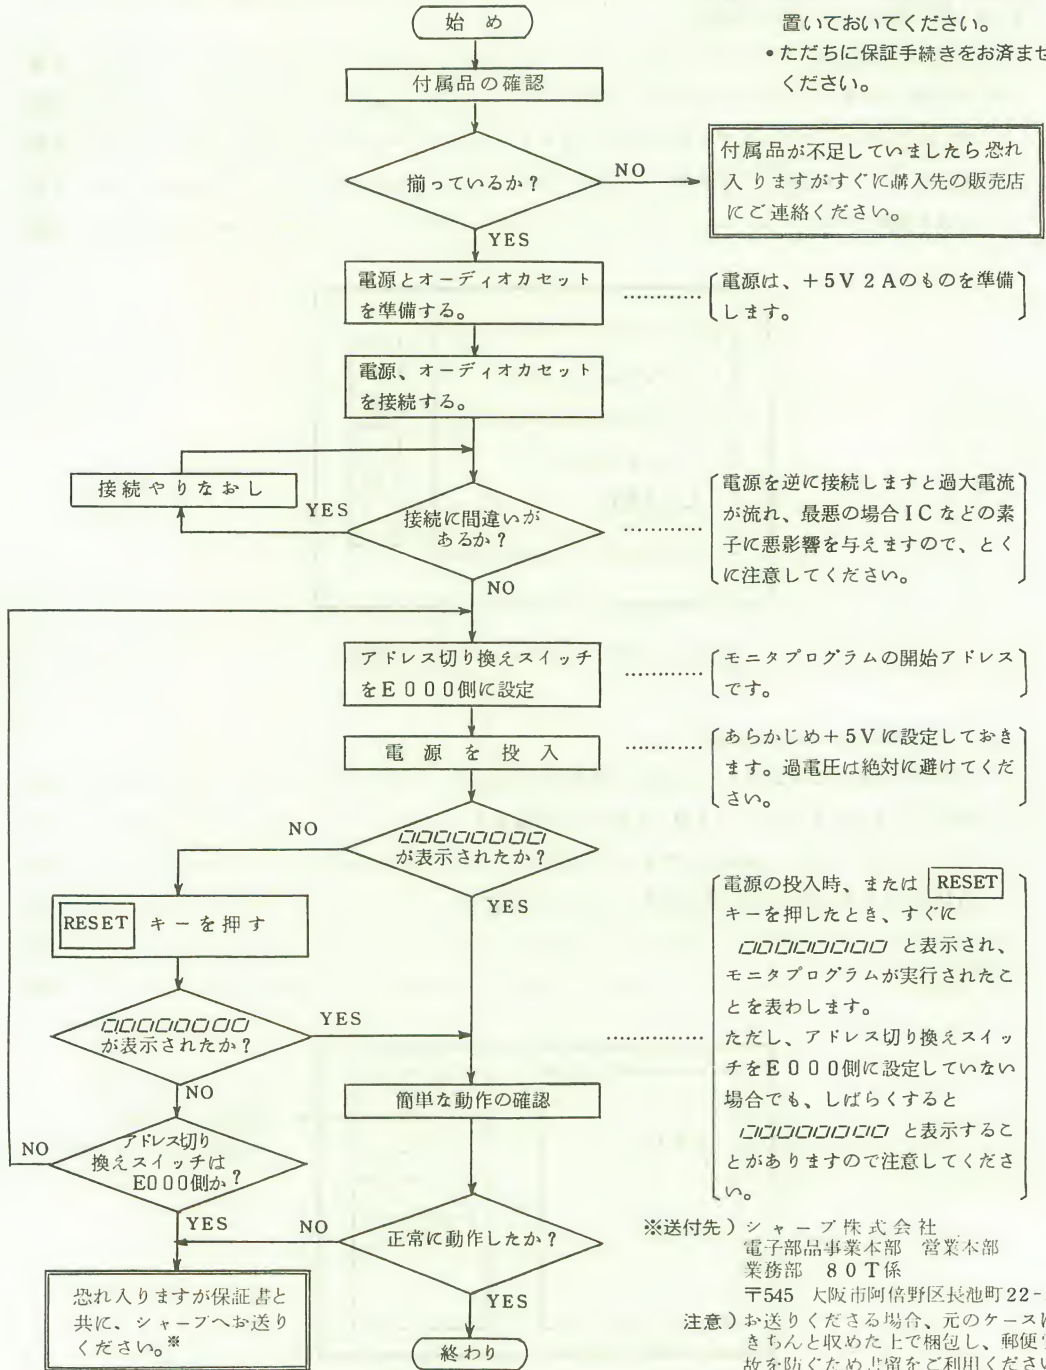 始め
置いておいてください。
•ただちに保証手続きをお済ませ
ください。
付属品の確認
揃っているか？
NO
YES
付属品が不足していましたら恐れ
入りますがすぐに購入先の販売店
にご連絡ください。
電源とオーディオカセット
を準備する。
電源は、＋5V 2Aのものを準備
します。
電源、オーディオカセット
を接続する。
接続やりなおし
YES
接続に間違いが
あるか？
NO
電源を逆に接続しますと過大電流
が流れ、最悪の場合ICなどの素
子に悪影響を与えますので、とく
に注意してください。
アドレス切り換えスイッチ
をE000側に設定
モニタプログラムの開始アドレス
です。
電源を投入
あらかじめ＋5Vに設定しておき
ます。過電圧は絶対に避けてくだ
さい。
NO
00000000
が表示されたか？
YES
RESET キーを押す
電源の投入時、または RESET
キーを押したとき、すぐに
00000000 と表示され、
モニタプログラムが実行されたこ
とを表わします。
ただし、アドレス切り換えスイッ
チをE000側に設定していない
場合でも、しばらくすると
00000000 と表示するこ
とがありますので注意してくださ
い。
00000000
が表示されたか？
YES
NO
簡単な動作の確認
NO
アドレス切り
換えスイッチは
E000側か？
YES
NO
正常に動作したか？
YES
恐れ入りますが保証書と
共に、シャープへお送り
ください。※
終わり
※送付先）シャープ株式会社
電子部品事業本部 営業本部
業務部 80T係
〒545 大阪市阿倍野区長池町22-
注意）お送りくださる場合、元のケースに
きちんと収めた上で梱包し、郵便
故を防ぐため書留をご利用ください